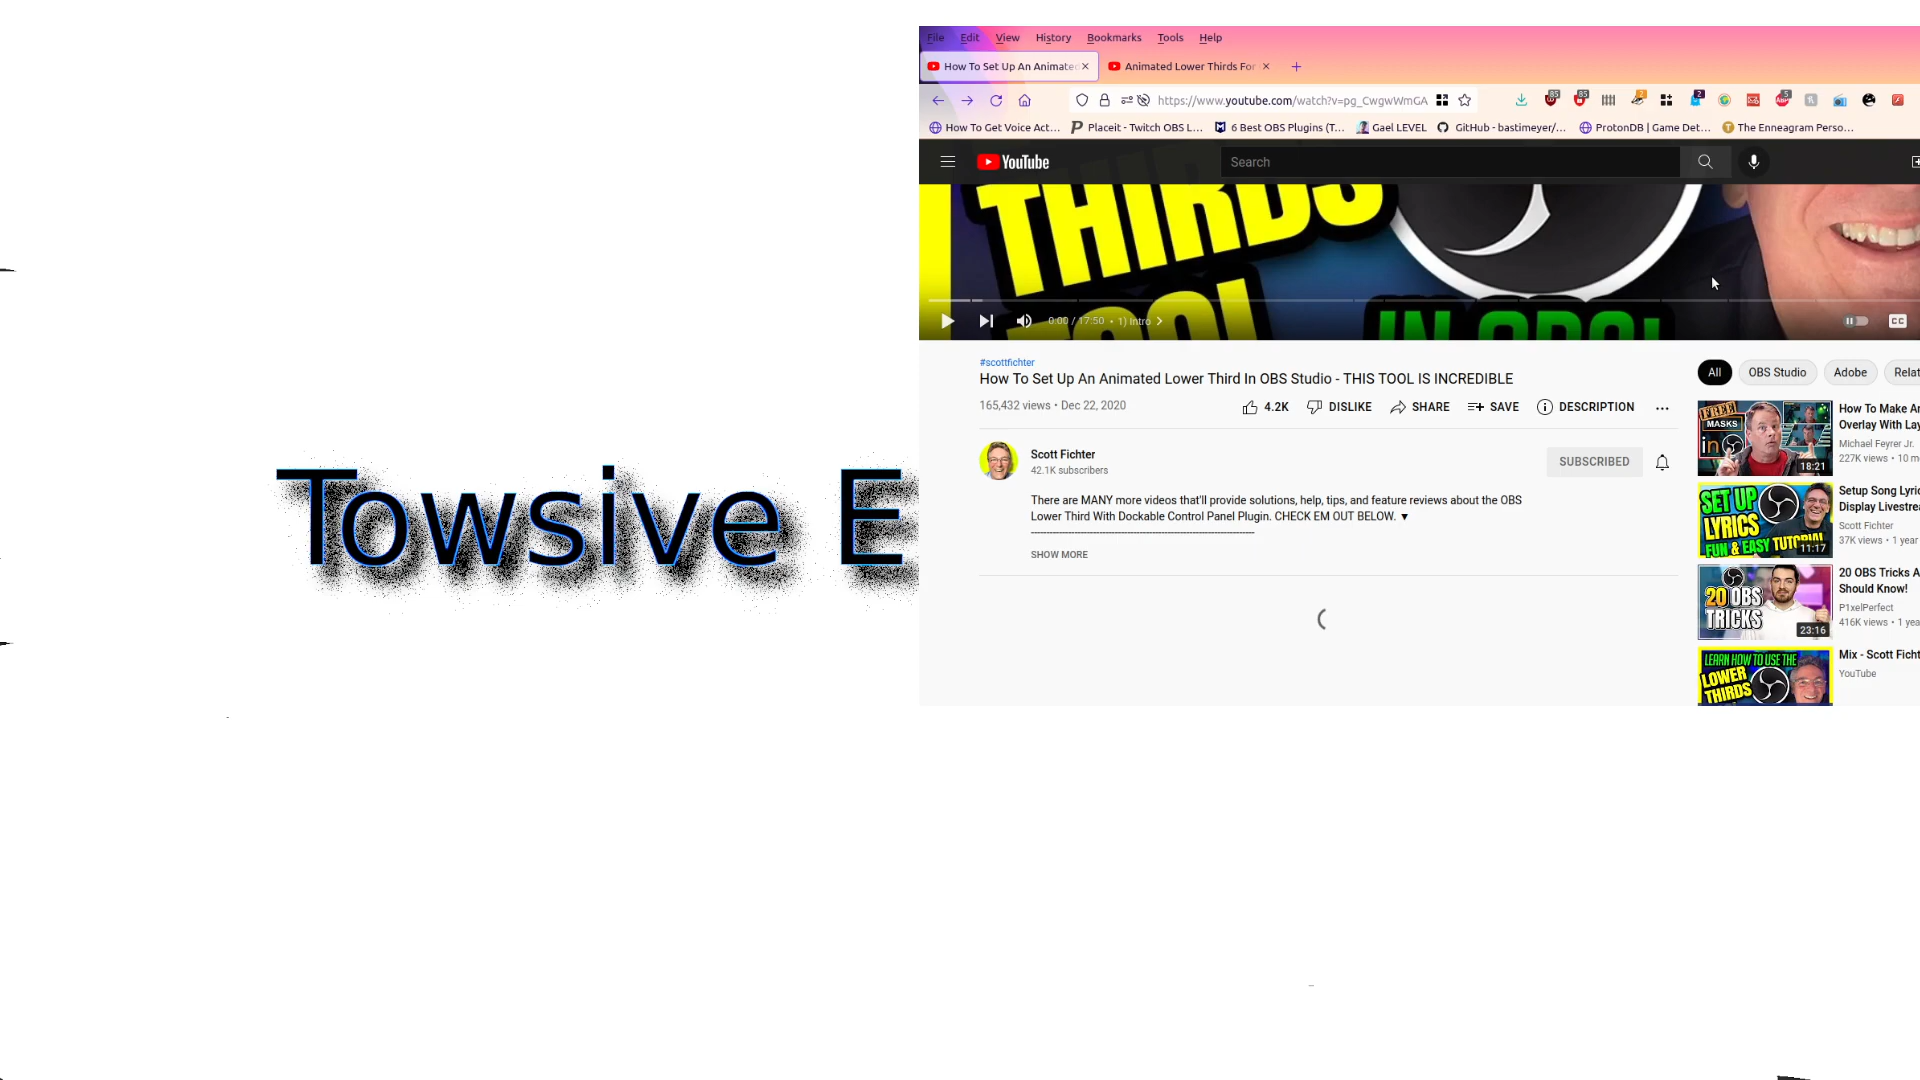 Towsive E
File Edit View History Bookmarks Tools Help
How To Set Up An Animated
Animated Lower Thirds For
https://www.youtube.com/watch?v=pg_CwgwWmGA
How To Get Voice Act... Placeit - Twitch OBS L... 6 Best OBS Plugins (T... Gael LEVEL GitHub - bastimeyer/... ProtonDB | Game Det... The Enneagram Perso...
YouTube
Search
THIRDS
TOOL
IN OBS!
0:00 / 17:50 • 1) Intro
CC
#scottfichter
How To Set Up An Animated Lower Third In OBS Studio - THIS TOOL IS INCREDIBLE
165,432 views • Dec 22, 2020
4.2K DISLIKE SHARE SAVE DESCRIPTION ...
Scott Fichter
42.1K subscribers
SUBSCRIBED
There are MANY more videos that'll provide solutions, help, tips, and feature reviews about the OBS
Lower Third With Dockable Control Panel Plugin. CHECK EM OUT BELOW. ▼
SHOW MORE
All OBS Studio Adobe Relat
FREE
MASKS
in
18:21
How To Make An
Overlay With Lay
Michael Feyrer Jr.
227K views • 10 m
SET UP
LYRICS
FUN & EASY TUTORIAL
11:17
Setup Song Lyric
Display Livestrea
Scott Fichter
37K views • 1 year
20 OBS
TRICKS
23:16
20 OBS Tricks A
Should Know!
P1xelPerfect
416K views • 1 yea
LEARN HOW TO USE THE
LOWER
THIRDS
Mix - Scott Ficht
YouTube